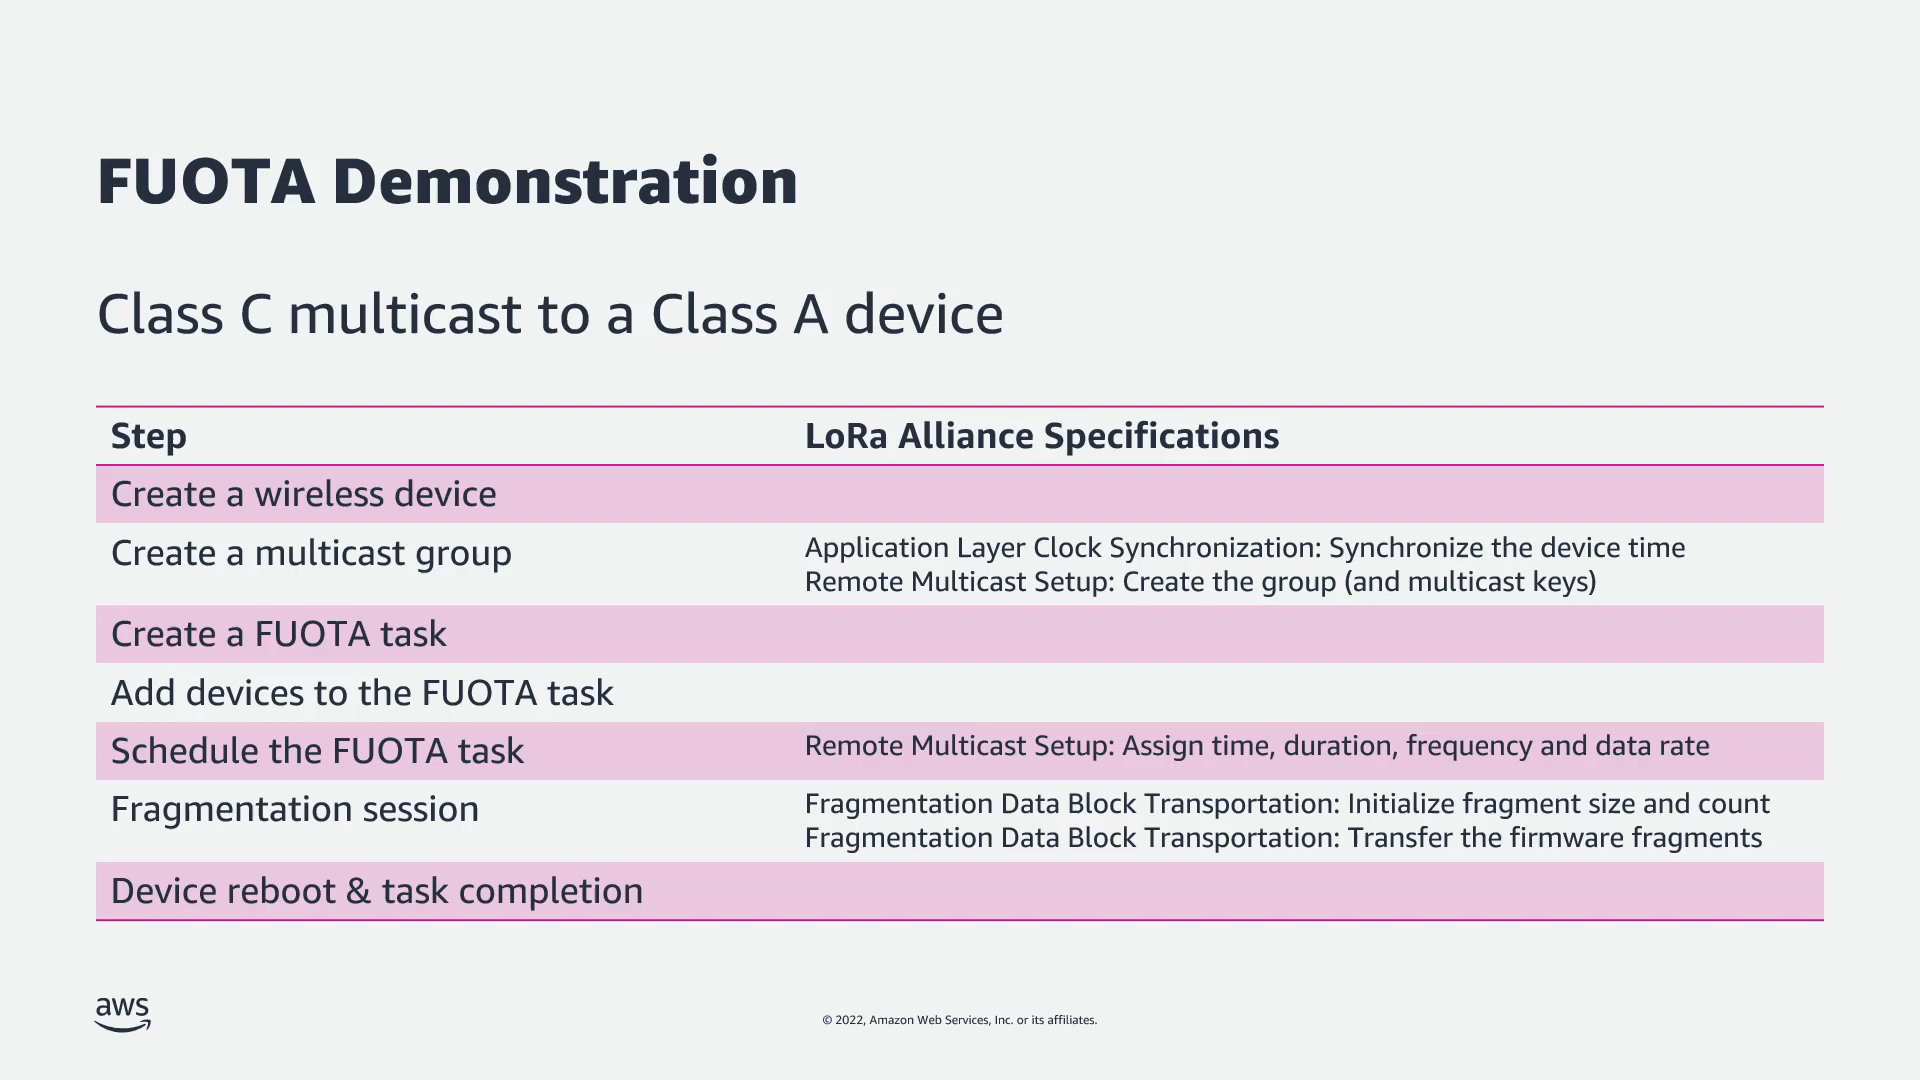 FUOTA Demonstration
Class C multicast to a Class A device
Step LoRa Alliance Specifications
Create a wireless device
Create a multicast group Application Layer Clock Synchronization: Synchronize the device time
Remote Multicast Setup: Create the group (and multicast keys)
Create a FUOTA task
Add devices to the FUOTA task
Schedule the FUOTA task Remote Multicast Setup: Assign time, duration, frequency and data rate
Fragmentation session Fragmentation Data Block Transportation: Initialize fragment size and count
Fragmentation Data Block Transportation: Transfer the firmware fragments
Device reboot & task completion
aws
© 2022, Amazon Web Services, Inc. or its affiliates.